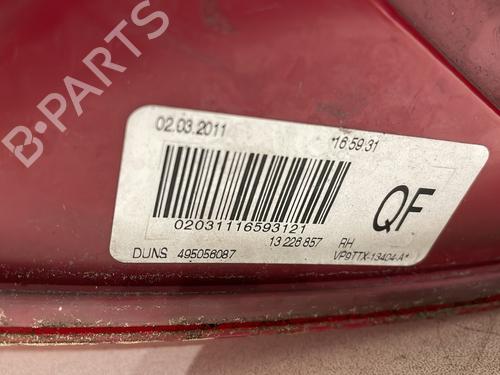 B-PARTS
02.03.2011 16:59:31
QF
02031116593121
13 226 857 RH
DUNS 495056087 VP9TTX-13404-A*